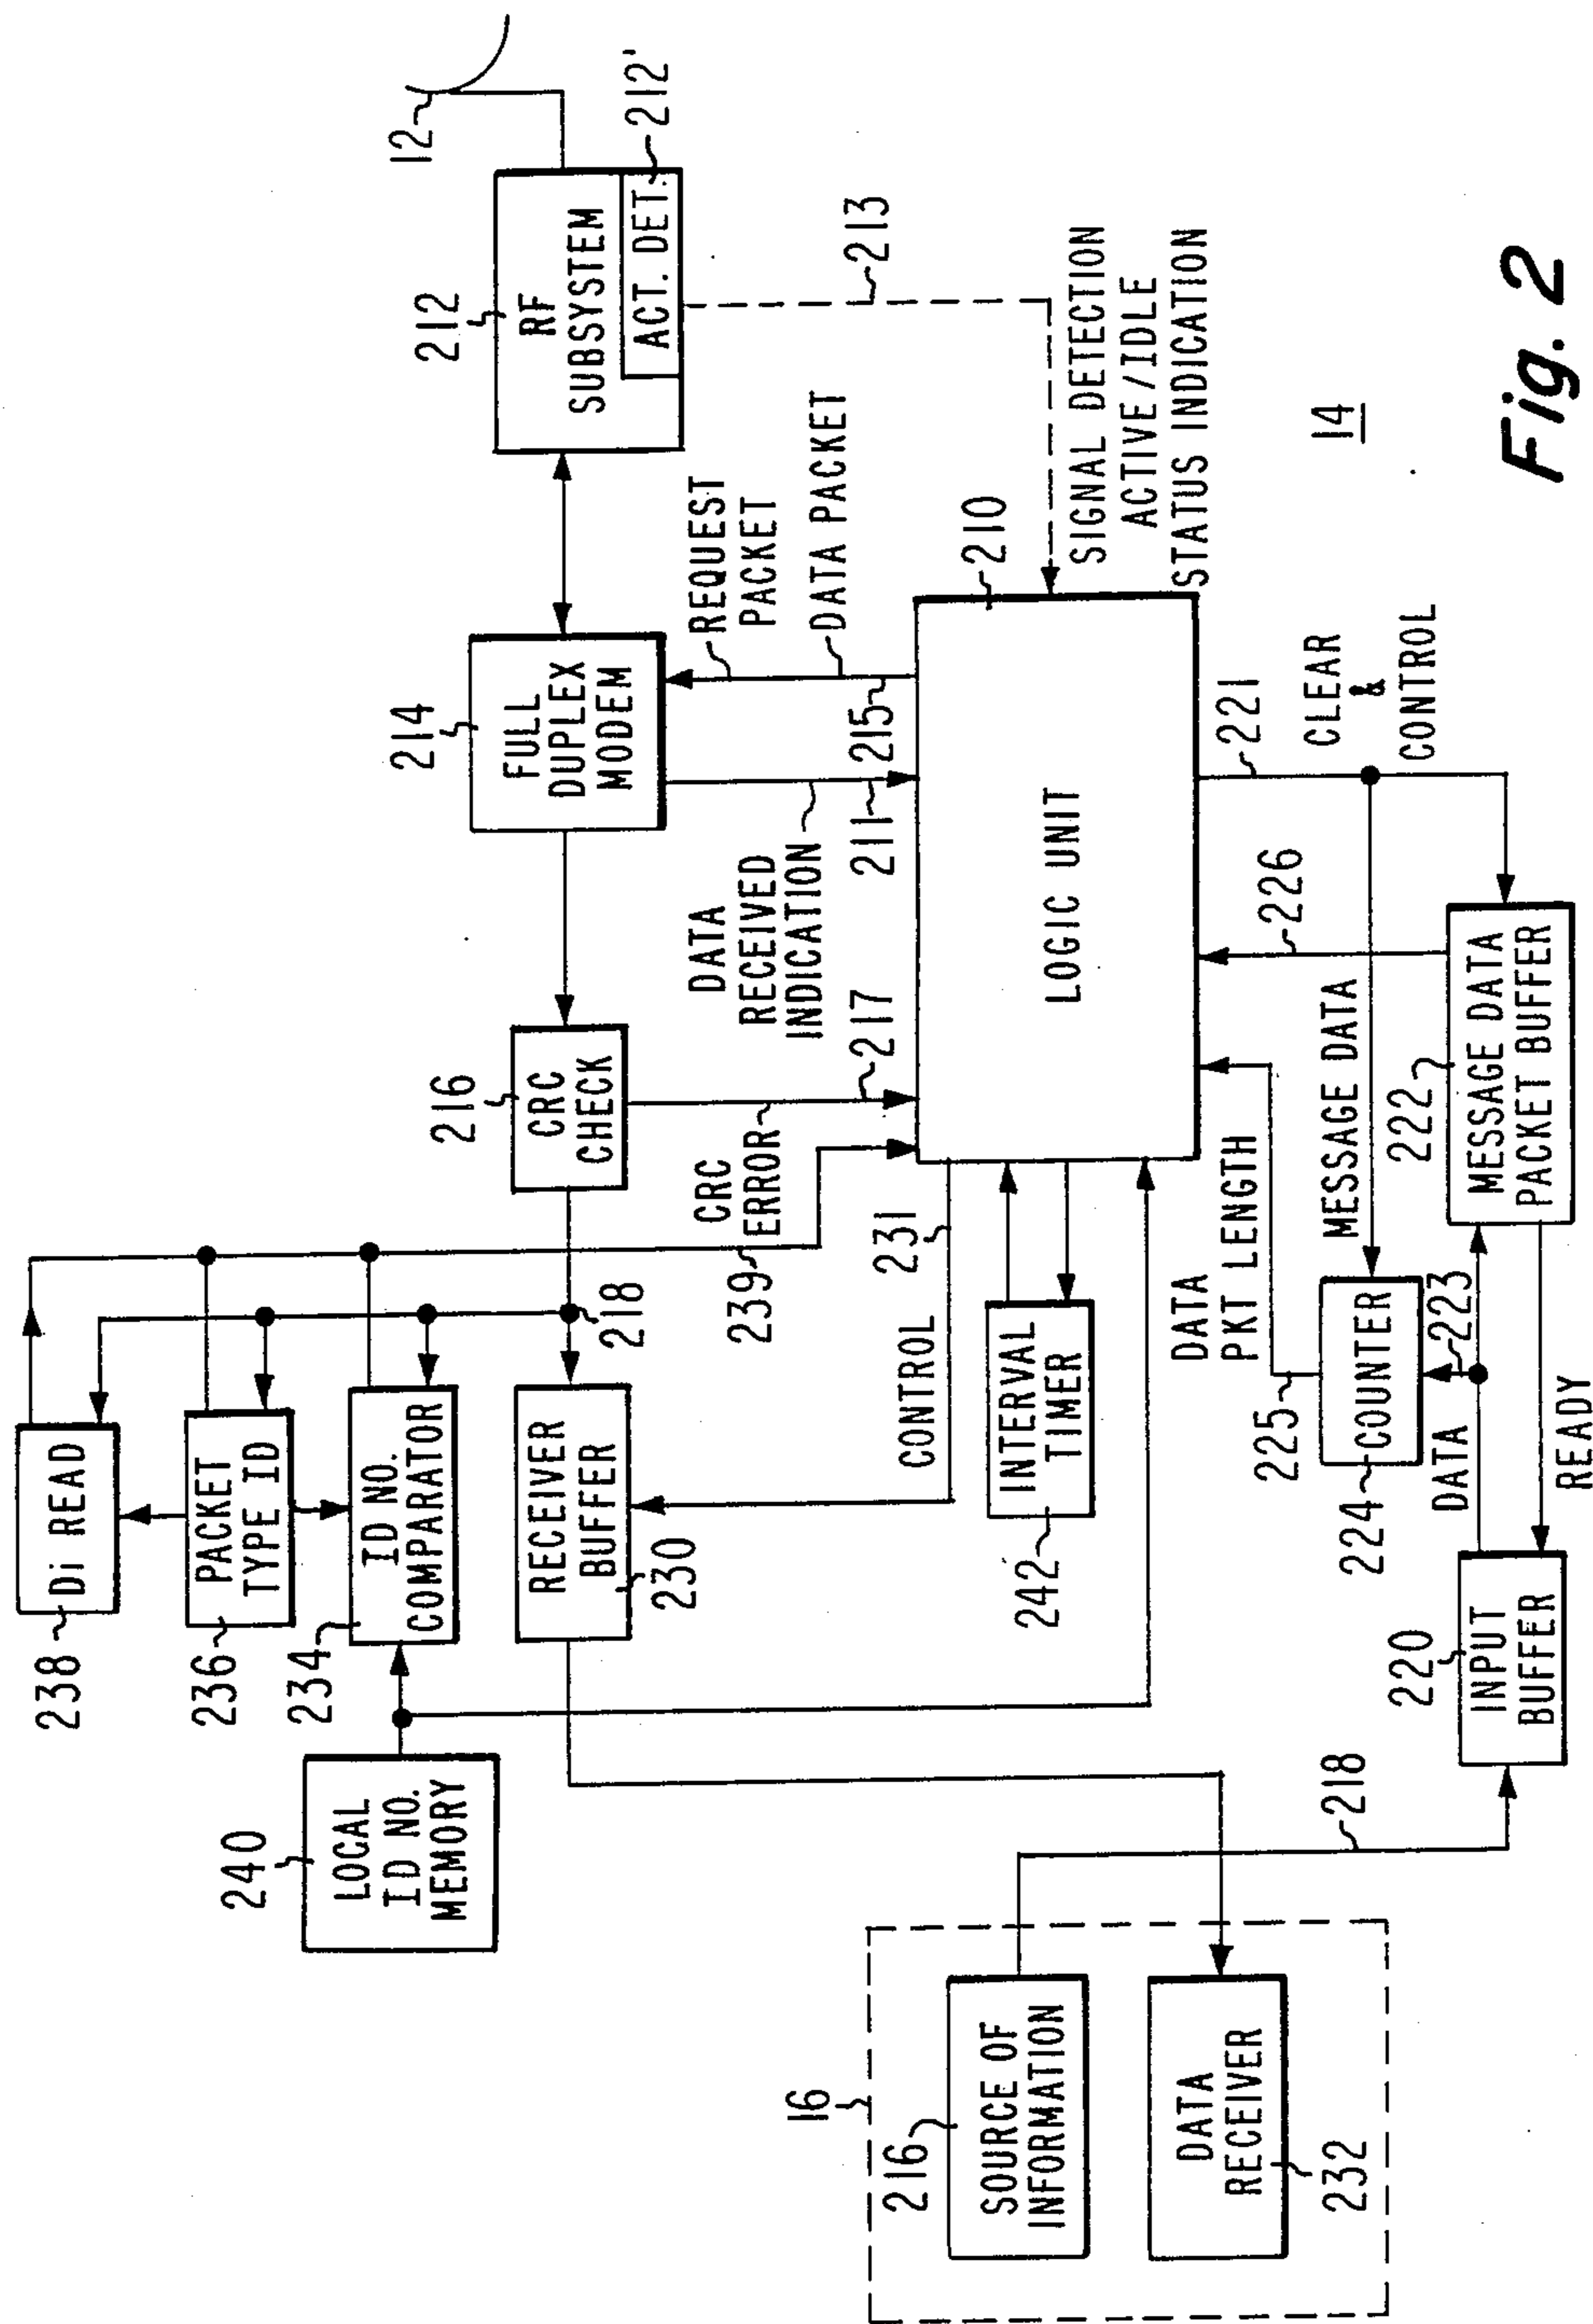 12
212
RF
SUBSYSTEM
ACT. DET.
212'
213
SIGNAL DETECTION
ACTIVE/IDLE
STATUS INDICATION
214
FULL
DUPLEX
MODEM
REQUEST
PACKET
DATA PACKET
215
211
DATA
RECEIVED
INDICATION
216
CRC
CHECK
217
CRC
ERROR
239
218
238
Di READ
236
PACKET
TYPE ID
234
ID NO.
COMPARATOR
240
LOCAL
ID NO.
MEMORY
RECEIVER
BUFFER
230
231
CONTROL
210
LOGIC UNIT
INTERVAL
TIMER
242
221
CLEAR
&
CONTROL
226
MESSAGE DATA
222
MESSAGE DATA
PACKET BUFFER
DATA
PKT LENGTH
225
COUNTER
224
223
DATA
READY
220
INPUT
BUFFER
218
16
216
SOURCE OF
INFORMATION
DATA
RECEIVER
232
14
Fig. 2